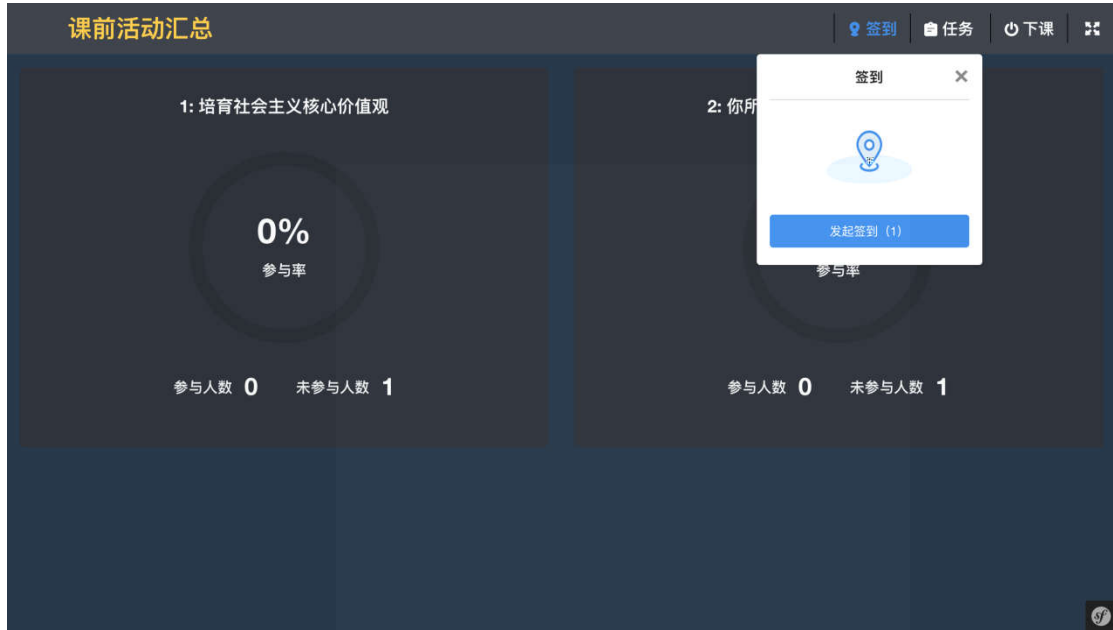 课前活动汇总
签到
任务
下课
1: 培育社会主义核心价值观
0%
参与率
参与人数 0 未参与人数 1
2: 你所
参与率
参与人数 0 未参与人数 1
签到
发起签到（1）
sf